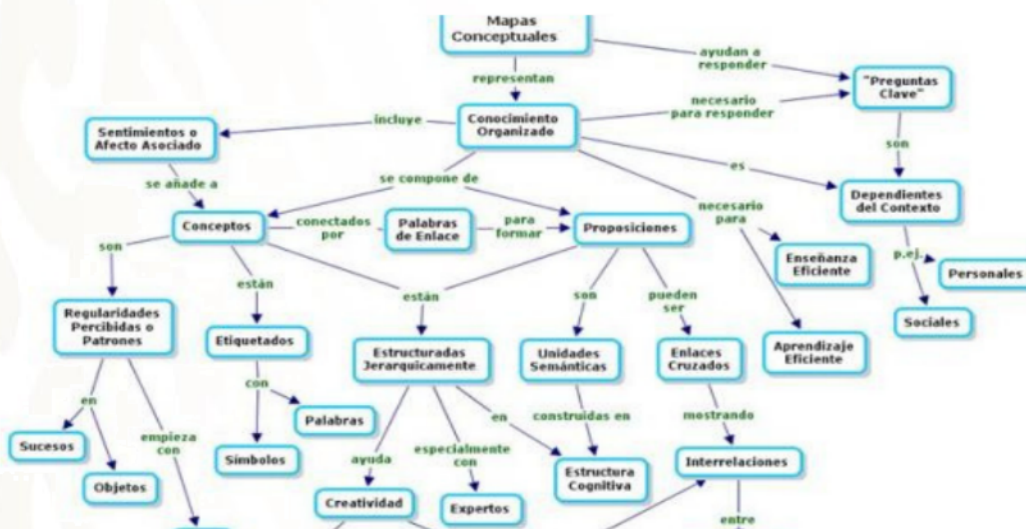 Mapas
Conceptuales
ayudan a
responder
representan
"Preguntas
Clave"
necesario
para responder
Conocimiento
Organizado
incluye
Sentimientos o
Afecto Asociado
son
es
se compone de
se añade a
Dependientes
del Contexto
necesario
para
Conceptos
conectados
por
Palabras
de Enlace
para
formar
Proposiciones
son
p.ej.
Enseñanza
Eficiente
Personales
están
están
son
pueden
ser
Regularidades
Percibidas o
Patrones
Sociales
Etiquetados
Estructuradas
Jerarquicamente
Unidades
Semánticas
Enlaces
Cruzados
Aprendizaje
Eficiente
con
en
Palabras
en
construidas en
mostrando
Sucesos
empieza
con
Símbolos
ayuda
especialmente
con
Interrelaciones
Objetos
Estructura
Cognitiva
Creatividad
Expertos
entre